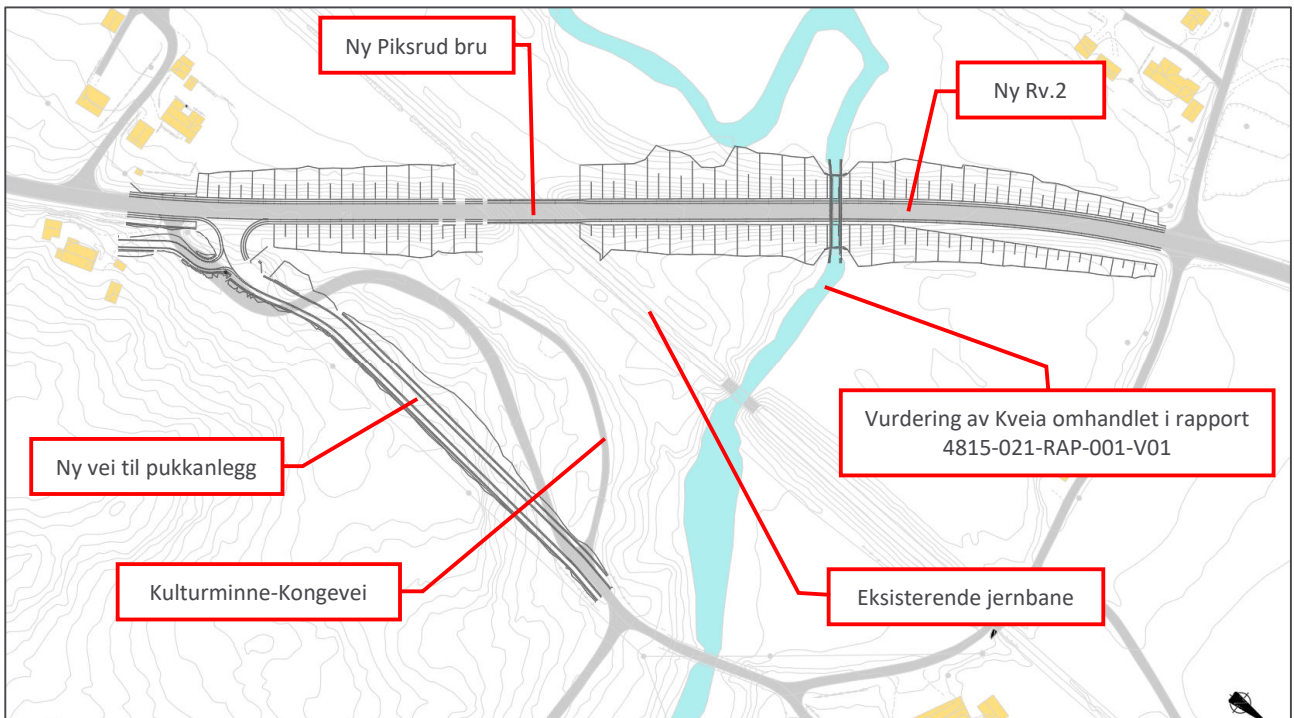 Ny Piksrud bru
Ny Rv.2
Vurdering av Kveia omhandlet i rapport
4815-021-RAP-001-V01
Ny vei til pukkanlegg
Kulturminne-Kongevei
Eksisterende jernbane